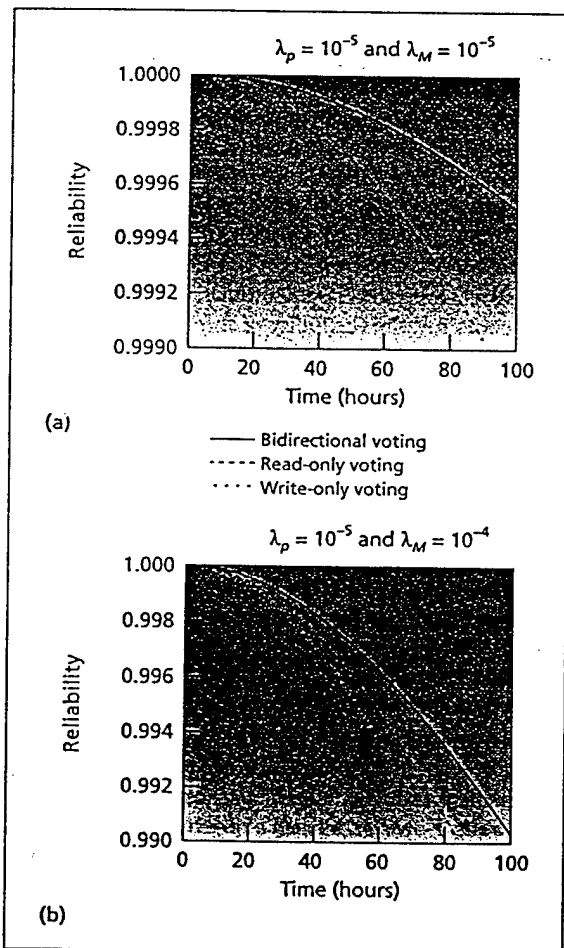 λp = 10⁻⁵ and λM = 10⁻⁵
1.0000
0.9998
0.9996
0.9994
0.9992
0.9990
Reliability
0 20 40 60 80 100
Time (hours)
(a)
Bidirectional voting
Read-only voting
Write-only voting
λp = 10⁻⁵ and λM = 10⁻⁴
1.000
0.998
0.996
0.994
0.992
0.990
Reliability
0 20 40 60 80 100
Time (hours)
(b)